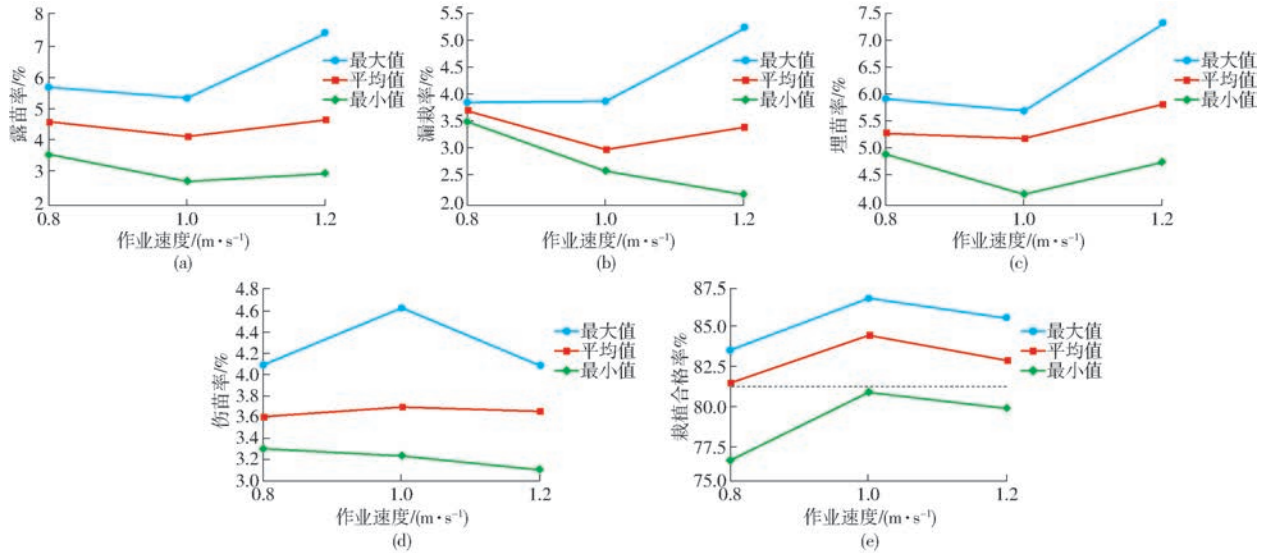 露苗率/%
8
7
6
5
4
3
2
0.8 1.0 1.2
作业速度/(m·s⁻¹)
(a)
最大值
平均值
最小值
漏栽率/%
5.5
5.0
4.5
4.0
3.5
3.0
2.5
2.0
0.8 1.0 1.2
作业速度/(m·s⁻¹)
(b)
最大值
平均值
最小值
埋苗率/%
7.5
7.0
6.5
6.0
5.5
5.0
4.5
4.0
0.8 1.0 1.2
作业速度/(m·s⁻¹)
(c)
最大值
平均值
最小值
伤苗率/%
4.8
4.6
4.4
4.2
4.0
3.8
3.6
3.4
3.2
3.0
0.8 1.0 1.2
作业速度/(m·s⁻¹)
(d)
最大值
平均值
最小值
栽植合格率%
87.5
85.0
82.5
80.0
77.5
75.0
0.8 1.0 1.2
作业速度/(m·s⁻¹)
(e)
最大值
平均值
最小值